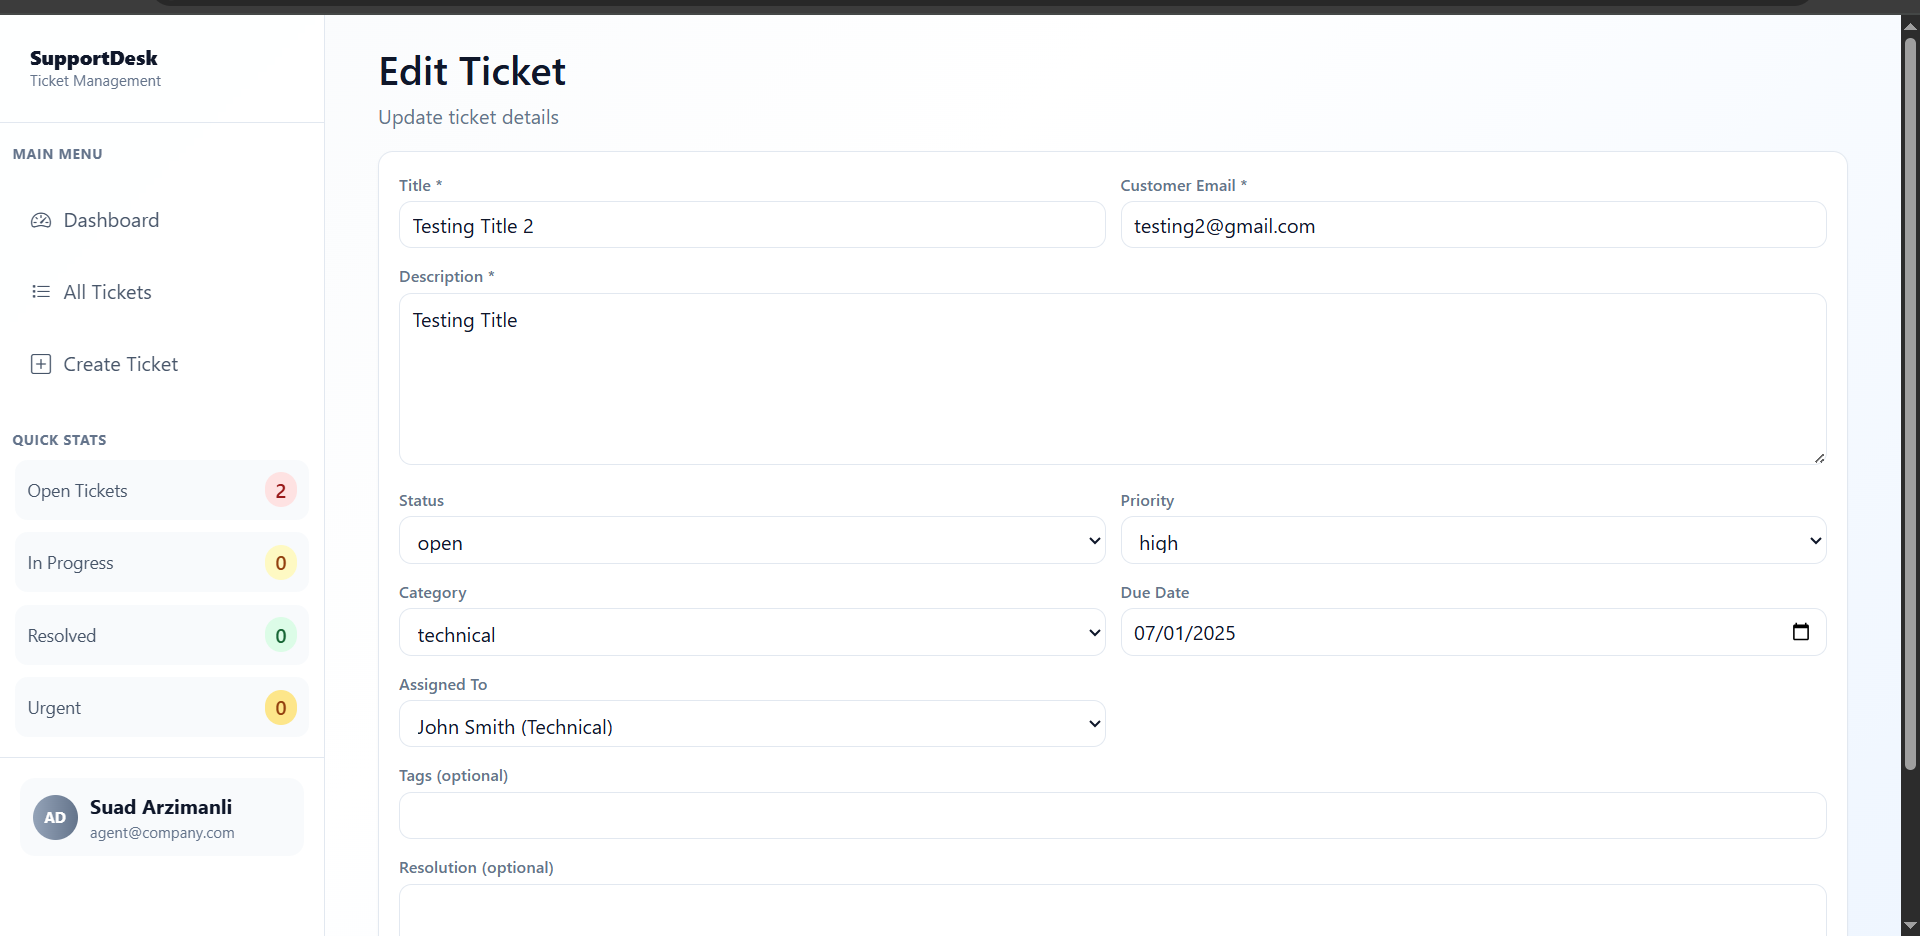 SupportDesk
Ticket Management
MAIN MENU
Dashboard
All Tickets
Create Ticket
QUICK STATS
Open Tickets 2
In Progress 0
Resolved 0
Urgent 0
AD
Suad Arzimanli
agent@company.com
Edit Ticket
Update ticket details
Title *
Testing Title 2
Customer Email *
testing2@gmail.com
Description *
Testing Title
Status
open
Priority
high
Category
technical
Due Date
07/01/2025
Assigned To
John Smith (Technical)
Tags (optional)
Resolution (optional)